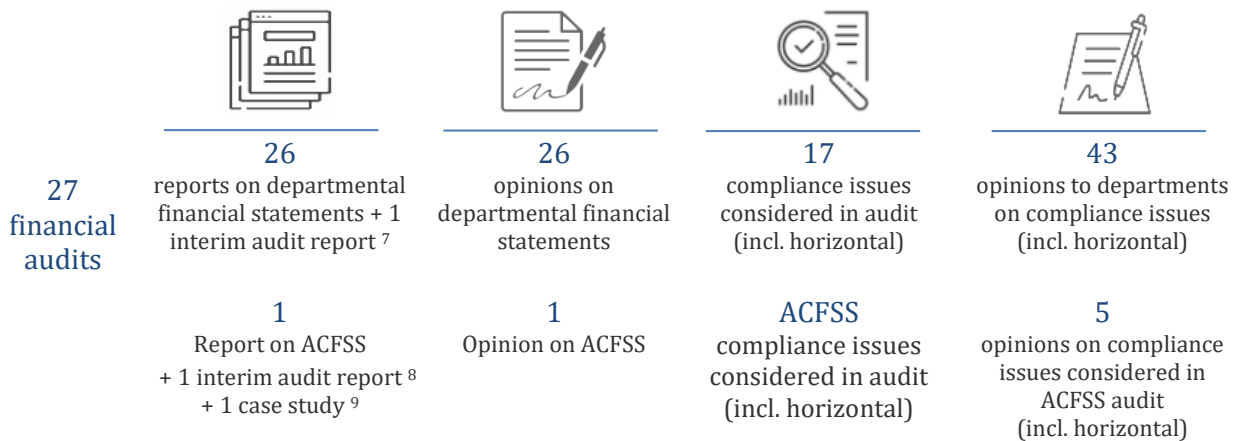 27
financial
audits
26
reports on departmental
financial statements + 1
interim audit report 7
26
opinions on
departmental financial
statements
17
compliance issues
considered in audit
(incl. horizontal)
43
opinions to departments
on compliance issues
(incl. horizontal)
1
Report on ACFSS
+ 1 interim audit report 8
+ 1 case study 9
1
Opinion on ACFSS
ACFSS
compliance issues
considered in audit
(incl. horizontal)
5
opinions on compliance
issues considered in
ACFSS audit
(incl. horizontal)